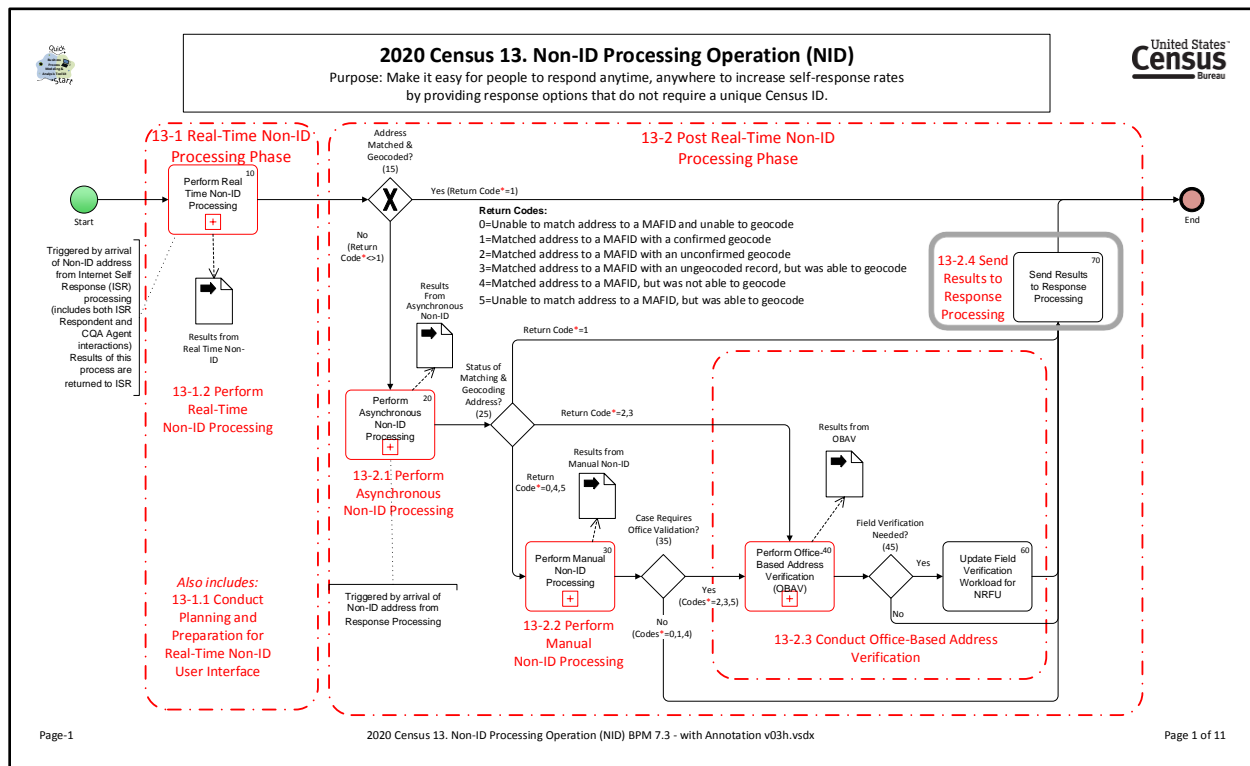 Quick
Start
2020 Census 13. Non-ID Processing Operation (NID)
Purpose: Make it easy for people to respond anytime, anywhere to increase self-response rates
by providing response options that do not require a unique Census ID.
United States™
Census
Bureau
13-1 Real-Time Non-ID
Processing Phase
Address
Matched &
Geocoded?
(15)
13-2 Post Real-Time Non-ID
Processing Phase
10
Perform Real
Time Non-ID
Processing
Start
Yes (Return Code*=1)
End
No
(Return
Code*<>1)
Return Codes:
0=Unable to match address to a MAFID and unable to geocode
1=Matched address to a MAFID with a confirmed geocode
2=Matched address to a MAFID with an unconfirmed geocode
3=Matched address to a MAFID with an ungeocoded record, but was able to geocode
4=Matched address to a MAFID, but was not able to geocode
5=Unable to match address to a MAFID, but was able to geocode
13-2.4 Send
Results to
Response
Processing
70
Send Results
to Response
Processing
Triggered by arrival
of Non-ID address
from Internet Self
Response (ISR)
processing
(includes both ISR
Respondent and
CQA Agent
interactions)
Results of this
process are
returned to ISR
Results from
Real Time Non-
ID
Results
From
Asynchronous
Non-ID
Return Code*=1
13-1.2 Perform
Real-Time
Non-ID Processing
20
Perform
Asynchronous
Non-ID
Processing
Status of
Matching &
Geocoding
Address?
(25)
Return Code*=2,3
Results from
OBAV
13-2.1 Perform
Asynchronous
Non-ID Processing
Results from
Manual Non-ID
Return
Code*=0,4,5
Case Requires
Office Validation?
(35)
Field Verification
Needed?
(45)
30
Perform Manual
Non-ID
Processing
40
Perform Office-
Based Address
Verification
(OBAV)
60
Update Field
Verification
Workload for
NRFU
Yes
Yes
(Codes*=2,3,5)
No
No
(Codes*=0,1,4)
Also includes:
13-1.1 Conduct
Planning and
Preparation for
Real-Time Non-ID
User Interface
Triggered by arrival of
Non-ID address from
Response Processing
13-2.2 Perform
Manual
Non-ID Processing
13-2.3 Conduct Office-Based Address
Verification
Page-1
2020 Census 13. Non-ID Processing Operation (NID) BPM 7.3 - with Annotation v03h.vsdx
Page 1 of 11